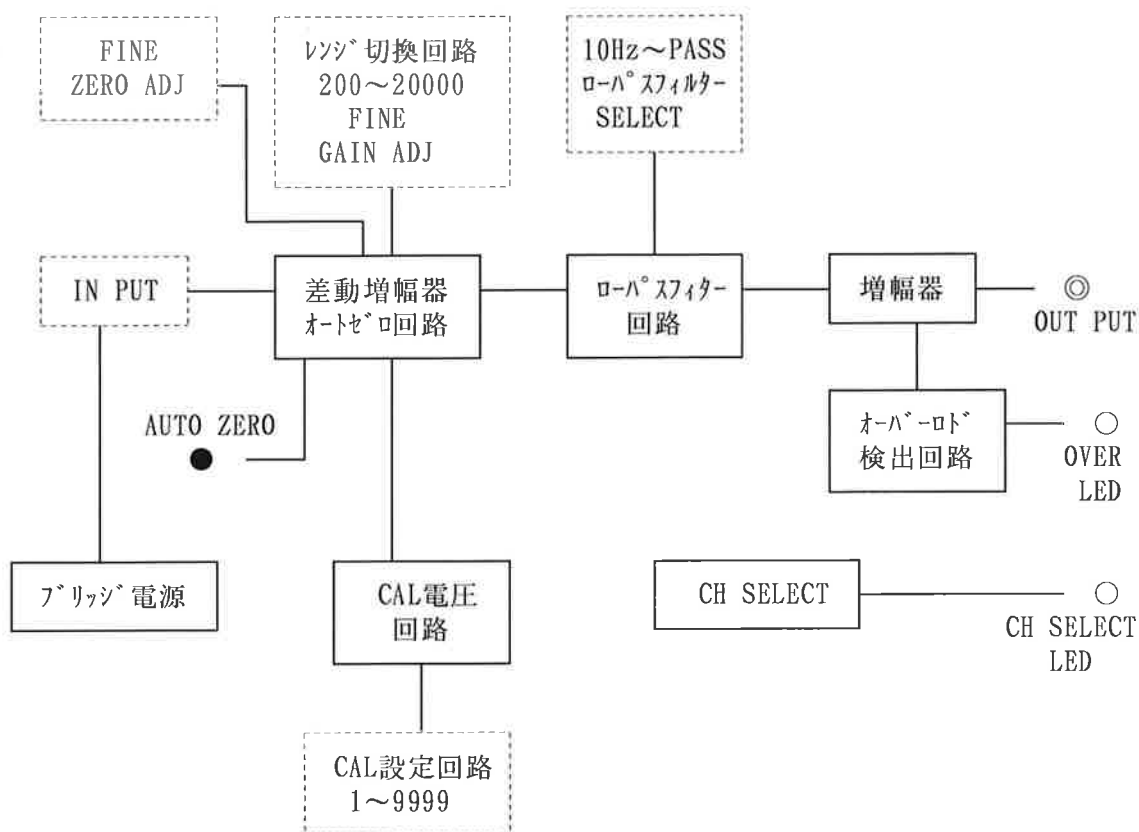 FINE
ZERO ADJ
ﾚﾝｼﾞ切換回路
200～20000
FINE
GAIN ADJ
10Hz～PASS
ﾛｰﾊﾟｽﾌｨﾙﾀｰ
SELECT
IN PUT
差動増幅器
ｵｰﾄｾﾞﾛ回路
ﾛｰﾊﾟｽﾌｨﾀｰ
回路
増幅器
◎
OUT PUT
AUTO ZERO
●
ｵｰﾊﾞｰﾛﾄﾞ
検出回路
○
OVER
LED
ﾌﾞﾘｯｼﾞ電源
CAL電圧
回路
CH SELECT
○
CH SELECT
LED
CAL設定回路
1～9999